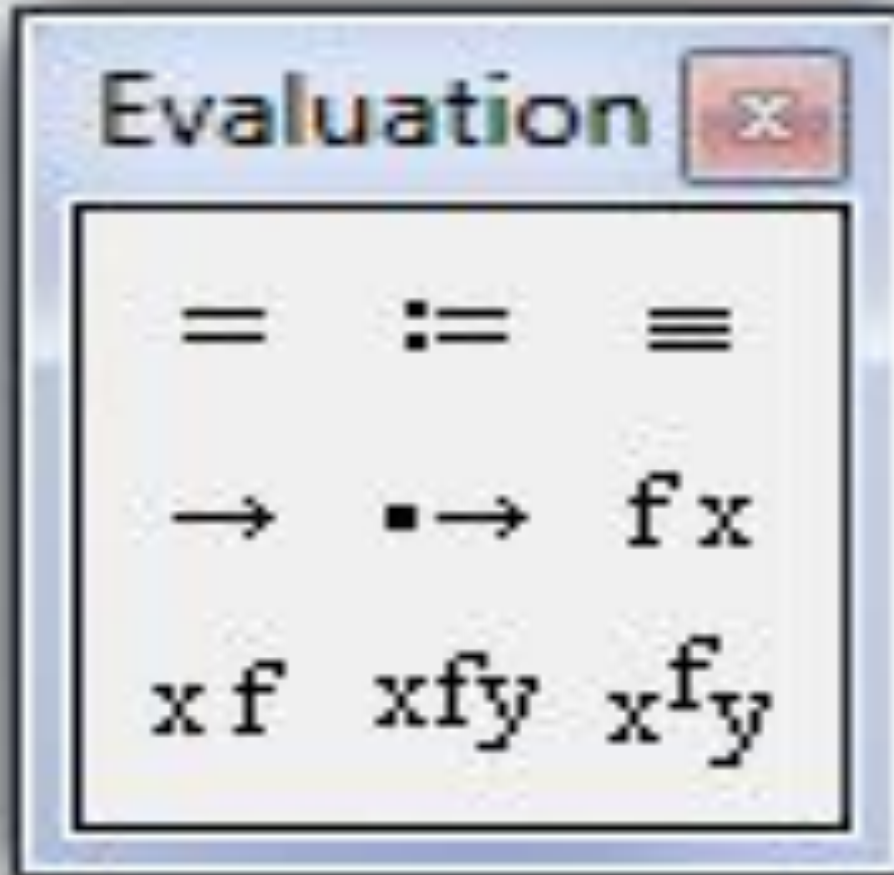 Evaluation x
= := ≡
→ ▪→ f x
x f xfy xfy